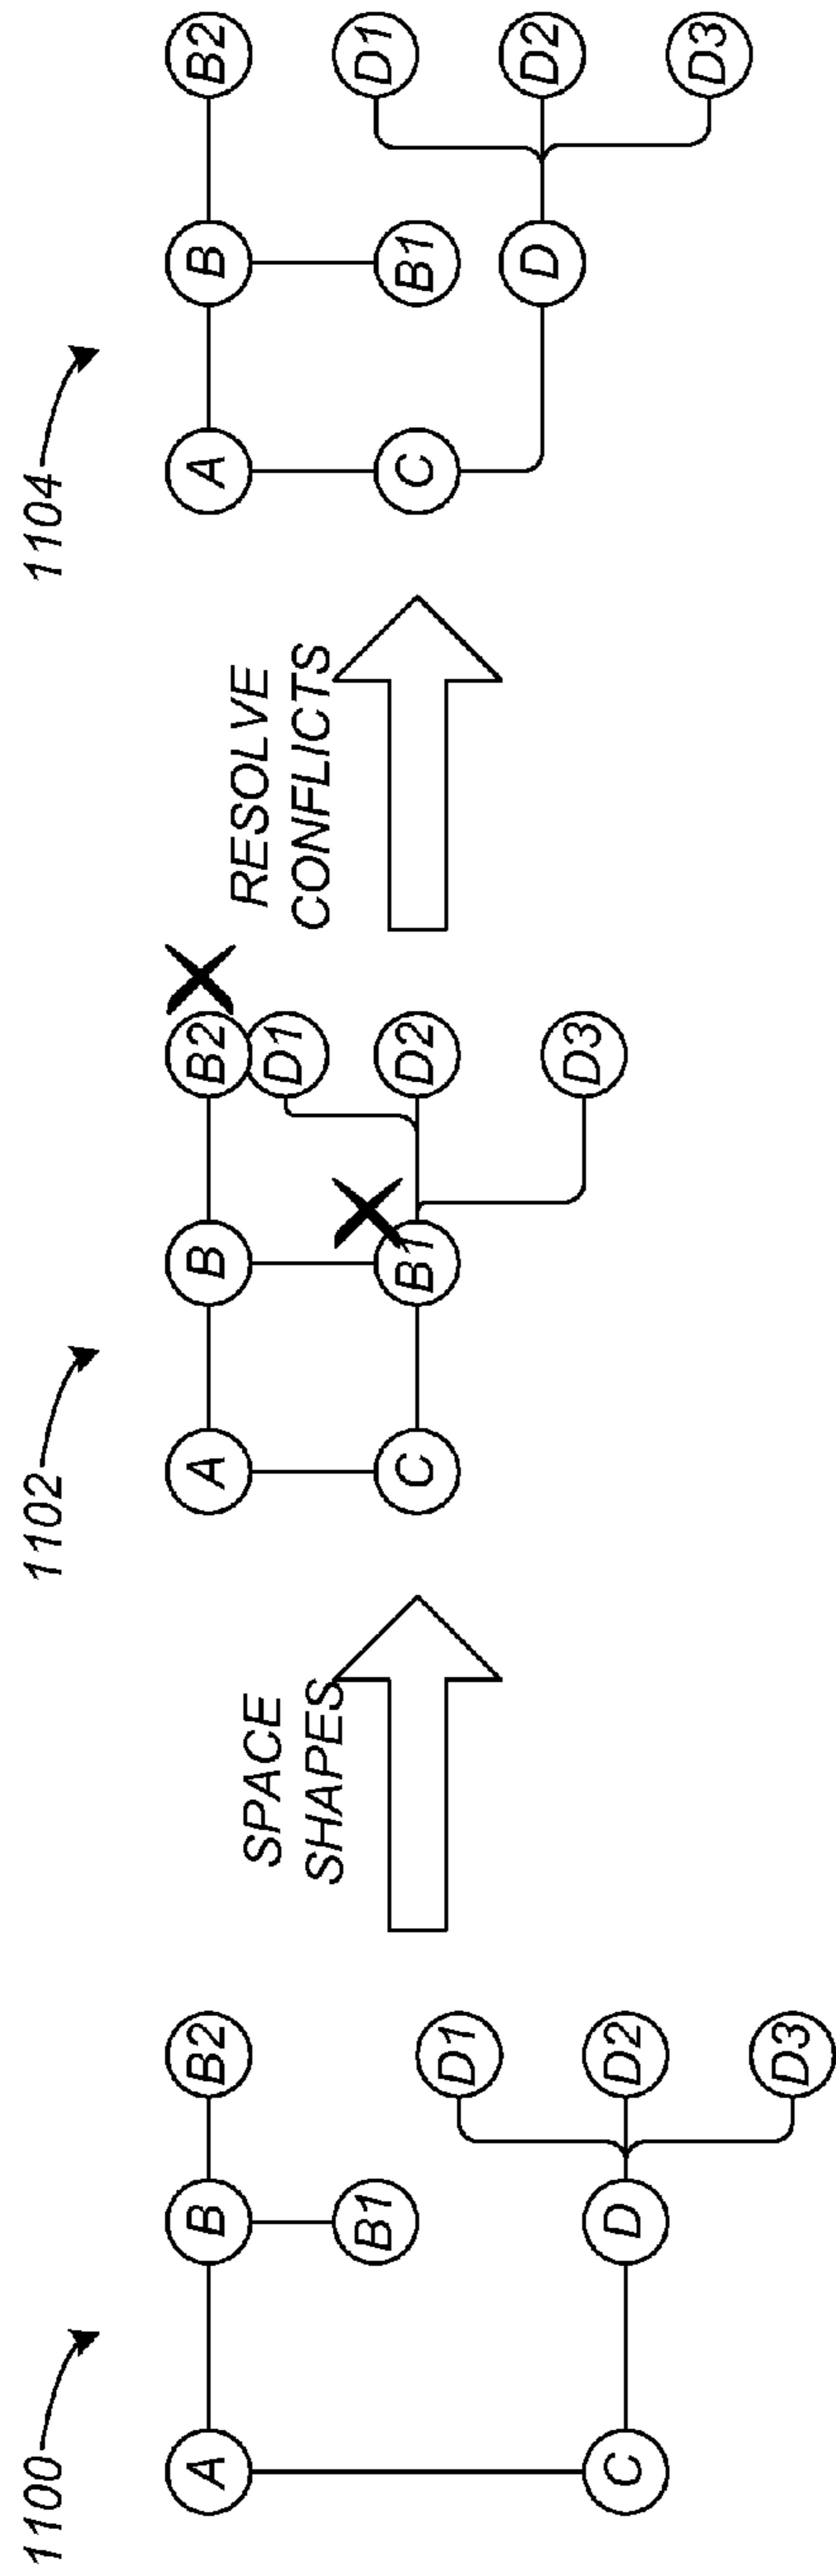 1100
A
B
B2
B1
D1
C
D
D2
D3
SPACE
SHAPES
1102
A
B
B2
D1
C
B1
D2
D3
RESOLVE
CONFLICTS
1104
A
B
B2
D1
C
B1
D
D2
D3